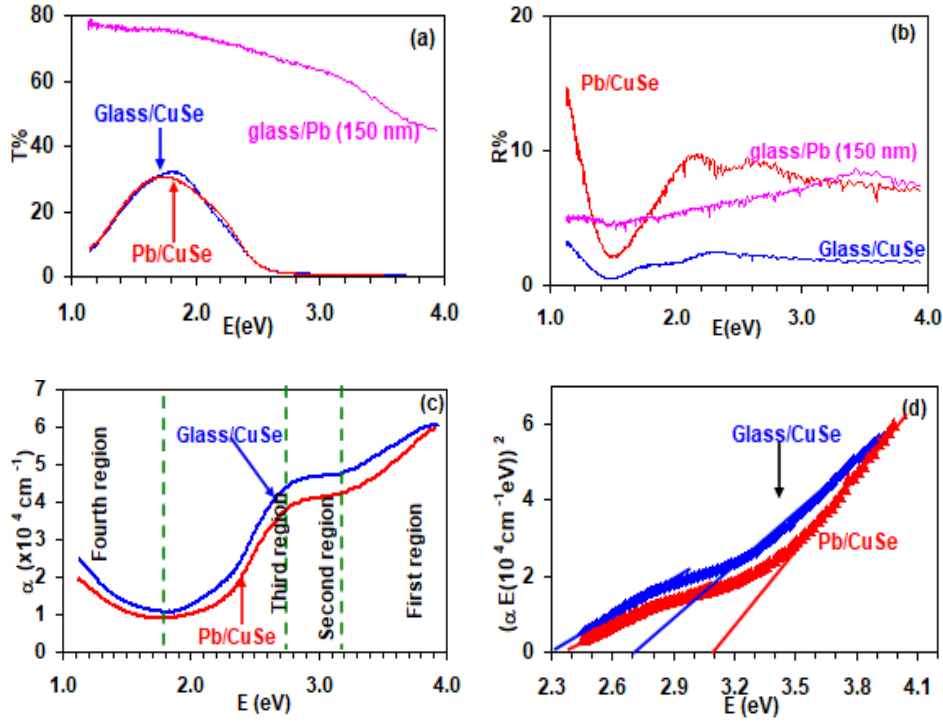 (a)
80
60
40
20
0
T%
Glass/CuSe
glass/Pb (150 nm)
Pb/CuSe
1.0 2.0 3.0 4.0
E(eV)
(b)
20
10
0
R%
Pb/CuSe
glass/Pb (150 nm)
Glass/CuSe
1.0 2.0 3.0 4.0
E(eV)
(c)
7
6
5
4
3
2
1
0
α (x10⁴ cm⁻¹)
Glass/CuSe
Fourth region
Third region
Second region
First region
Pb/CuSe
1.0 2.0 3.0 4.0
E (eV)
(d)
6
4
2
0
(α E(10⁴ cm⁻¹eV))²
Glass/CuSe
Pb/CuSe
2.3 2.6 2.9 3.2 3.5 3.8 4.1
E (eV)